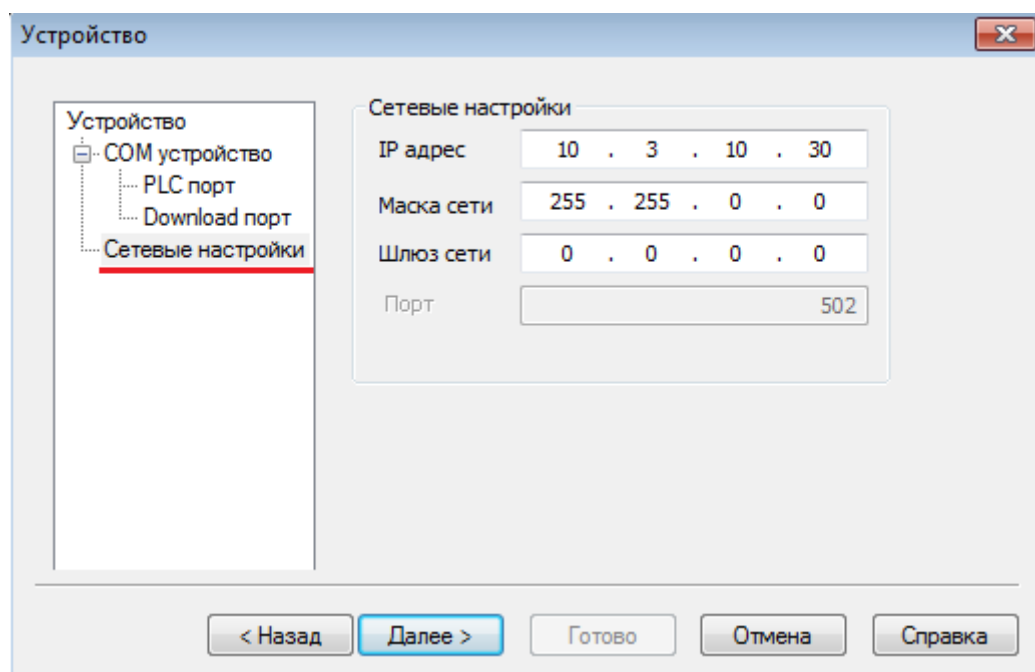 Устройство
Устройство
COM устройство
PLC порт
Download порт
Сетевые настройки
Сетевые настройки
IP адрес 10 . 3 . 10 . 30
Маска сети 255 . 255 . 0 . 0
Шлюз сети 0 . 0 . 0 . 0
Порт 502
< Назад Далее > Готово Отмена Справка